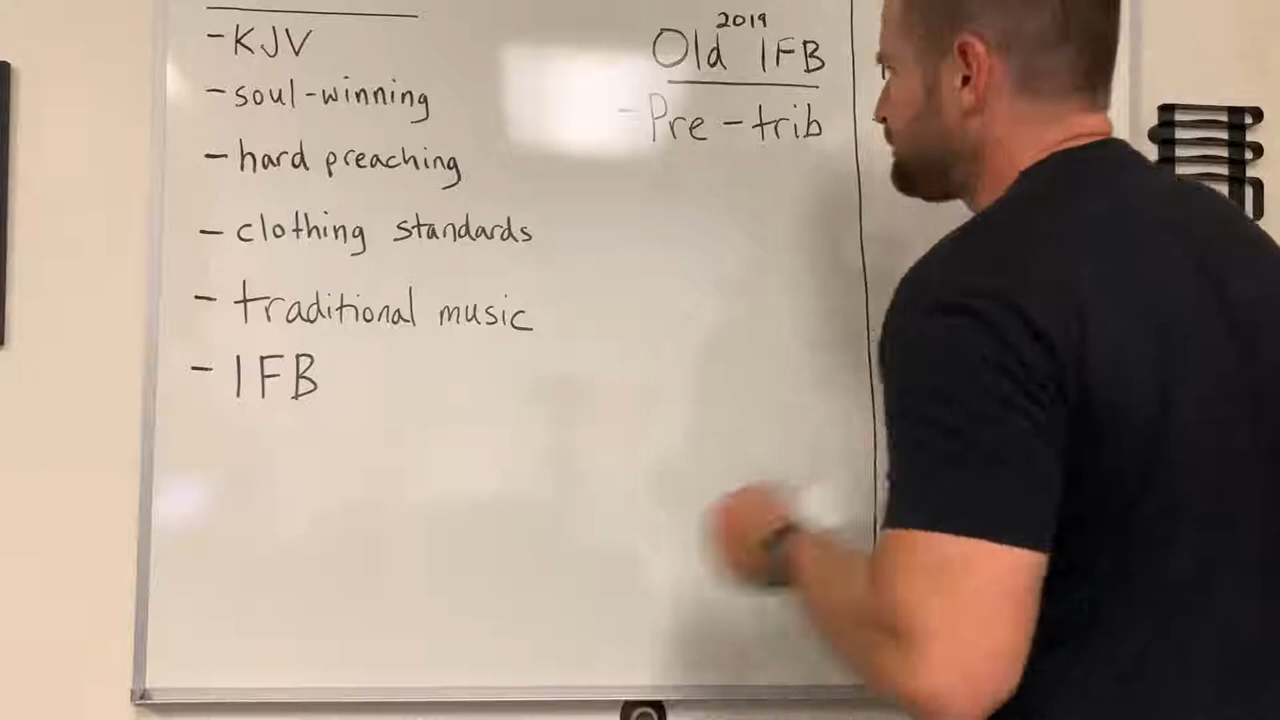 - KJV
- soul-winning
- hard preaching
- clothing standards
- traditional music
- IFB
2019
Old IFB
- Pre-trib